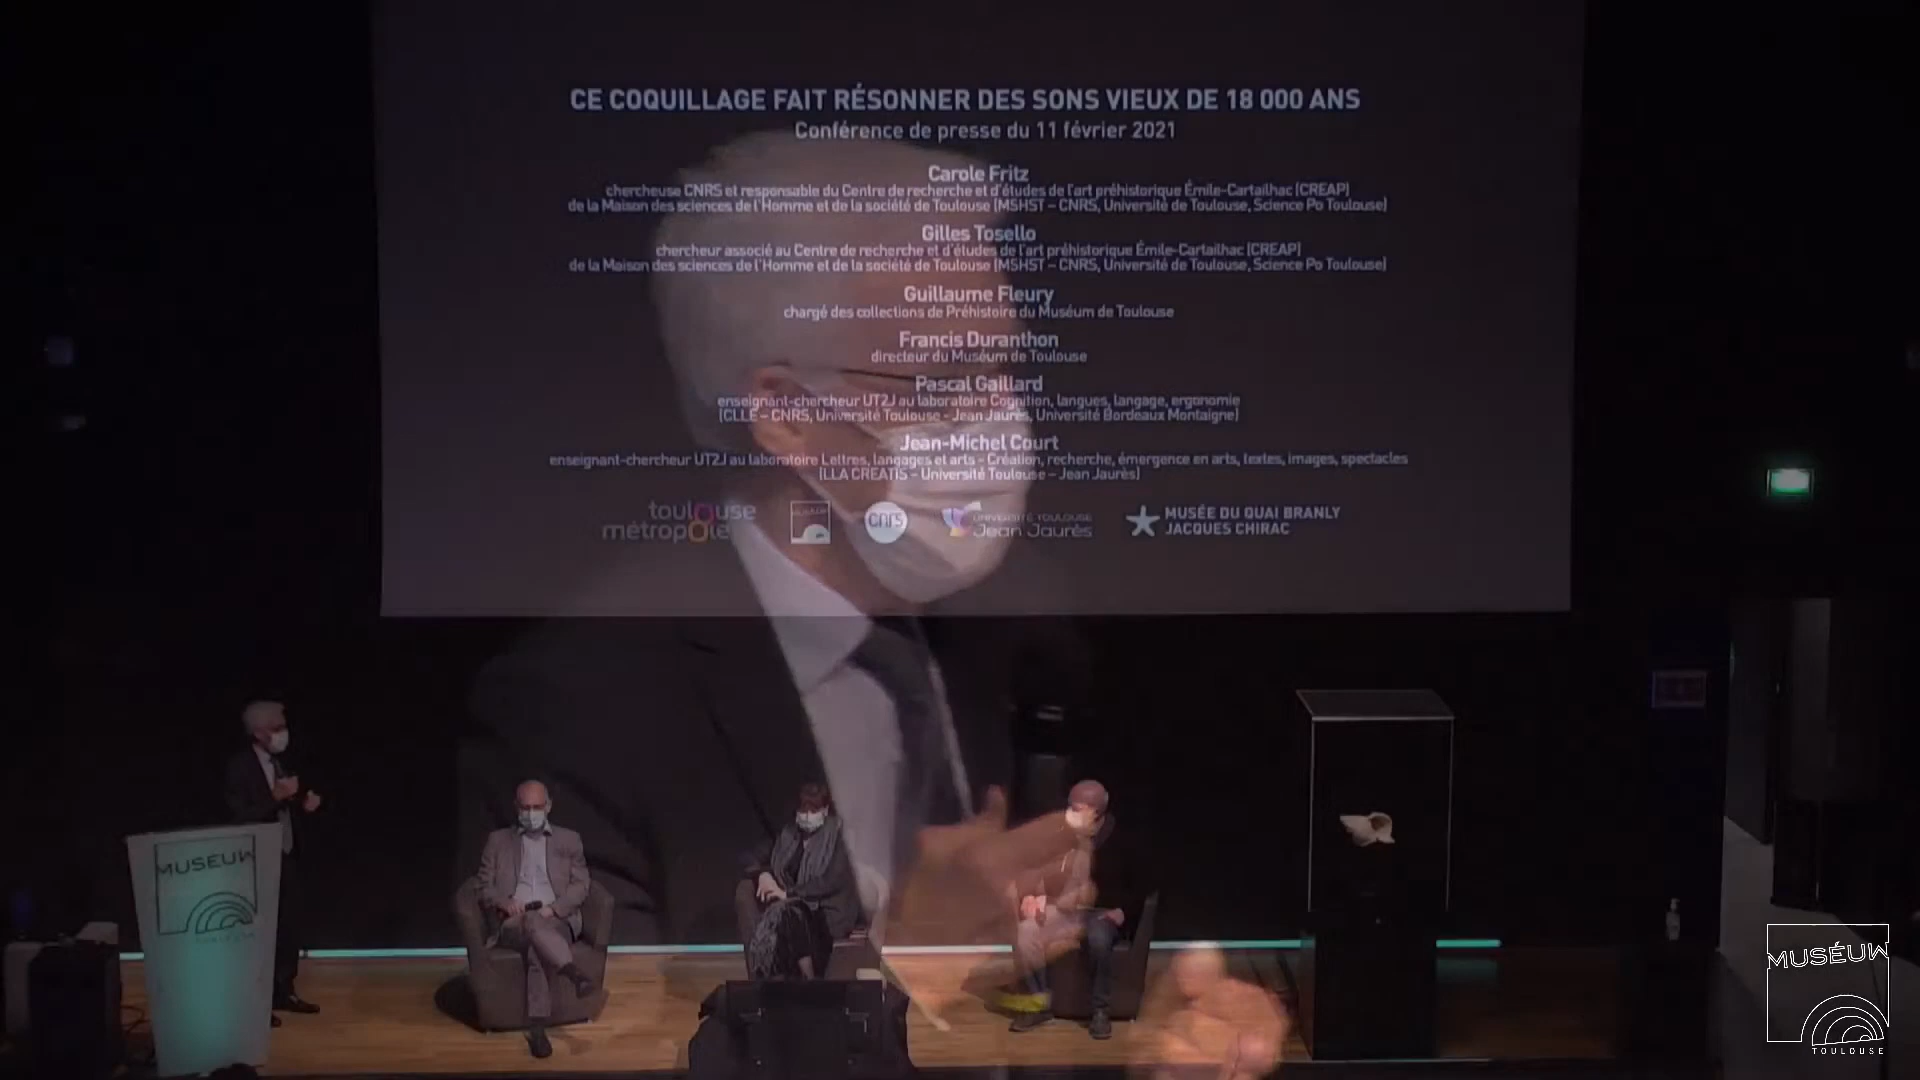 CE COQUILLAGE FAIT RÉSONNER DES SONS VIEUX DE 18 000 ANS
Conférence de presse du 11 février 2021
Carole Fritz
chercheuse CNRS et responsable du Centre de recherche et d'études de l'art préhistorique Émile-Cartailhac (CREAP)
de la Maison des sciences de l'Homme et de la société de Toulouse (MSHST – CNRS, Université de Toulouse, Science Po Toulouse)
Gilles Tosello
chercheur associé au Centre de recherche et d'études de l'art préhistorique Émile-Cartailhac (CREAP)
de la Maison des sciences de l'Homme et de la société de Toulouse (MSHST – CNRS, Université de Toulouse, Science Po Toulouse)
Guillaume Fleury
chargé des collections de Préhistoire du Muséum de Toulouse
Francis Duranthon
directeur du Muséum de Toulouse
Pascal Gaillard
enseignant-chercheur UT2J au laboratoire Cognition, langues, langage, ergonomie
(CLLE – CNRS, Université Toulouse - Jean Jaurès, Université Bordeaux Montaigne)
Jean-Michel Court
enseignant-chercheur UT2J au laboratoire Lettres, langages et arts - Création, recherche, émergence en arts, textes, images, spectacles
(LLA CREATIS - Université Toulouse – Jean Jaurès)
toulouse
métropole
MUSEUM
cnrs
UNIVERSITÉ TOULOUSE
Jean Jaurès
MUSÉE DU QUAI BRANLY
JACQUES CHIRAC
MUSEUM
TOULOUSE
MUSÉUM
TOULOUSE